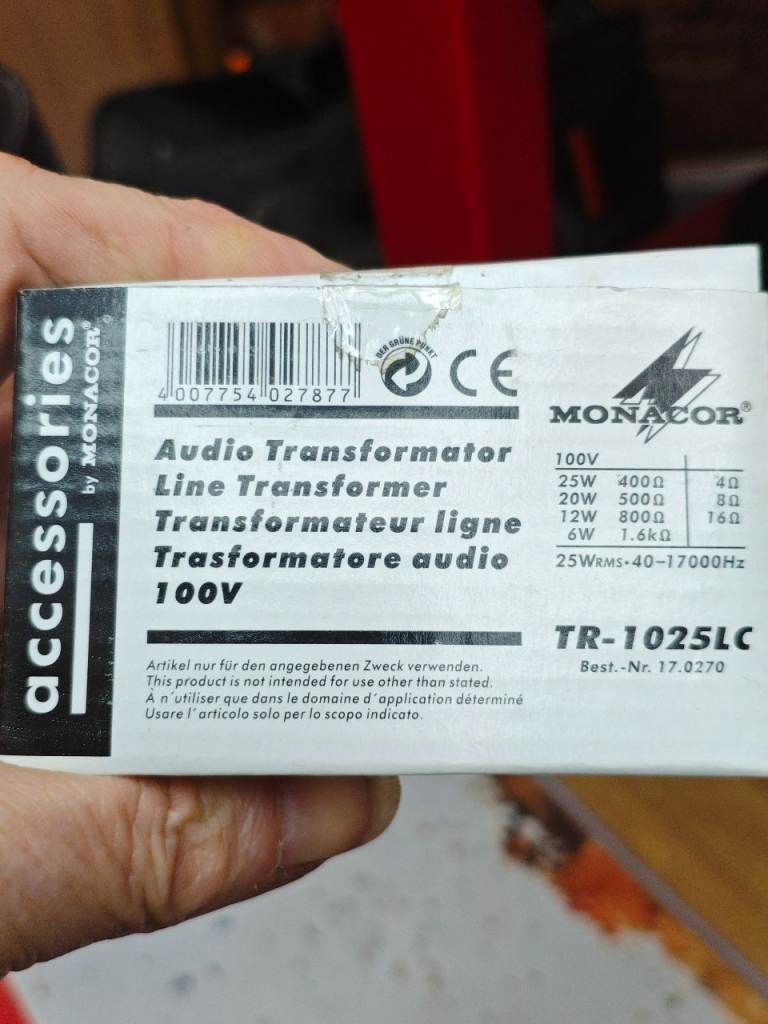 accessories
by MONACOR®
4 007754 027877
DER GRÜNE PUNKT
CE
Audio Transformator
Line Transformer
Transformateur ligne
Trasformatore audio
100V
Artikel nur für den angegebenen Zweck verwenden.
This product is not intended for use other than stated.
À n´utiliser que dans le domaine d´application déterminé
Usare l´articolo solo per lo scopo indicato.
MONACOR®
100V
25W 400Ω 4Ω
20W 500Ω 8Ω
12W 800Ω 16Ω
6W 1.6kΩ
25WRMS•40–17000Hz
TR-1025LC
Best.-Nr. 17.0270